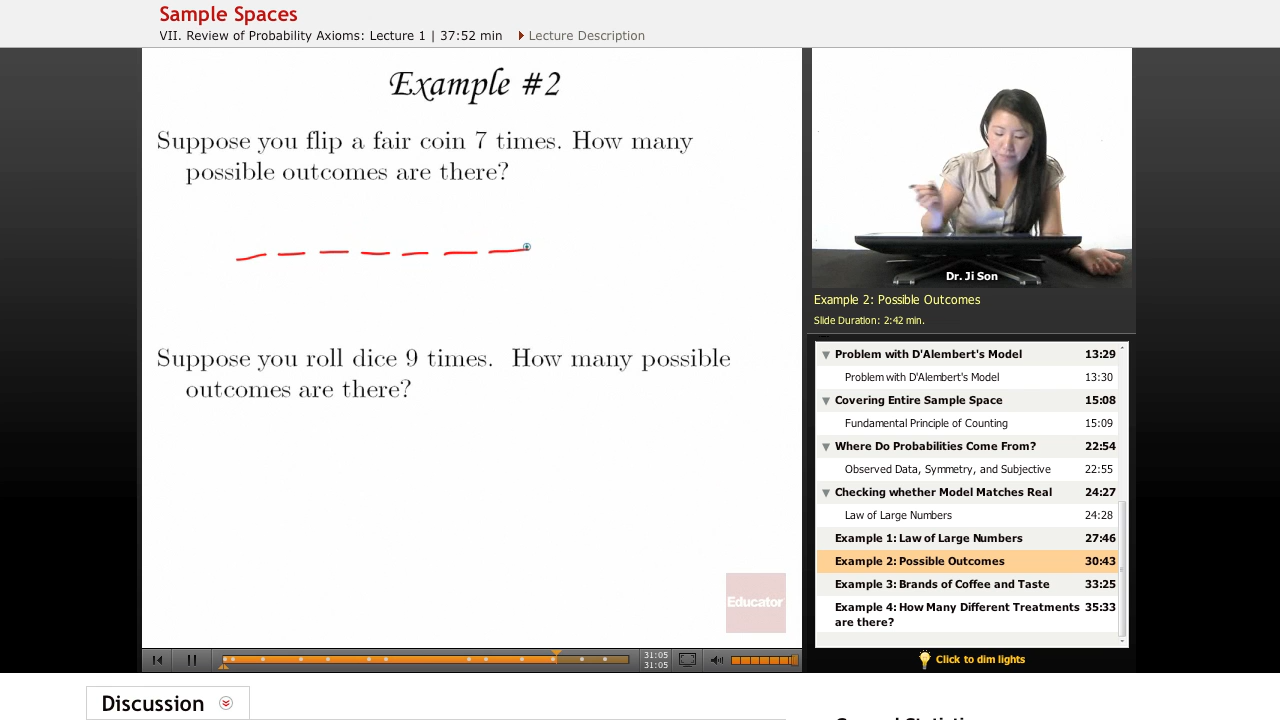 Sample Spaces
VII. Review of Probability Axioms: Lecture 1 | 37:52 min
Lecture Description
Example #2
Suppose you flip a fair coin 7 times. How many
possible outcomes are there?
Suppose you roll dice 9 times. How many possible
outcomes are there?
Educator
31:05
31:05
Dr. Ji Son
Example 2: Possible Outcomes
Slide Duration: 2:42 min.
Problem with D'Alembert's Model 13:29
Problem with D'Alembert's Model 13:30
Covering Entire Sample Space 15:08
Fundamental Principle of Counting 15:09
Where Do Probabilities Come From? 22:54
Observed Data, Symmetry, and Subjective 22:55
Checking whether Model Matches Real 24:27
Law of Large Numbers 24:28
Example 1: Law of Large Numbers 27:46
Example 2: Possible Outcomes 30:43
Example 3: Brands of Coffee and Taste 33:25
Example 4: How Many Different Treatments 35:33
are there?
Click to dim lights
Discussion